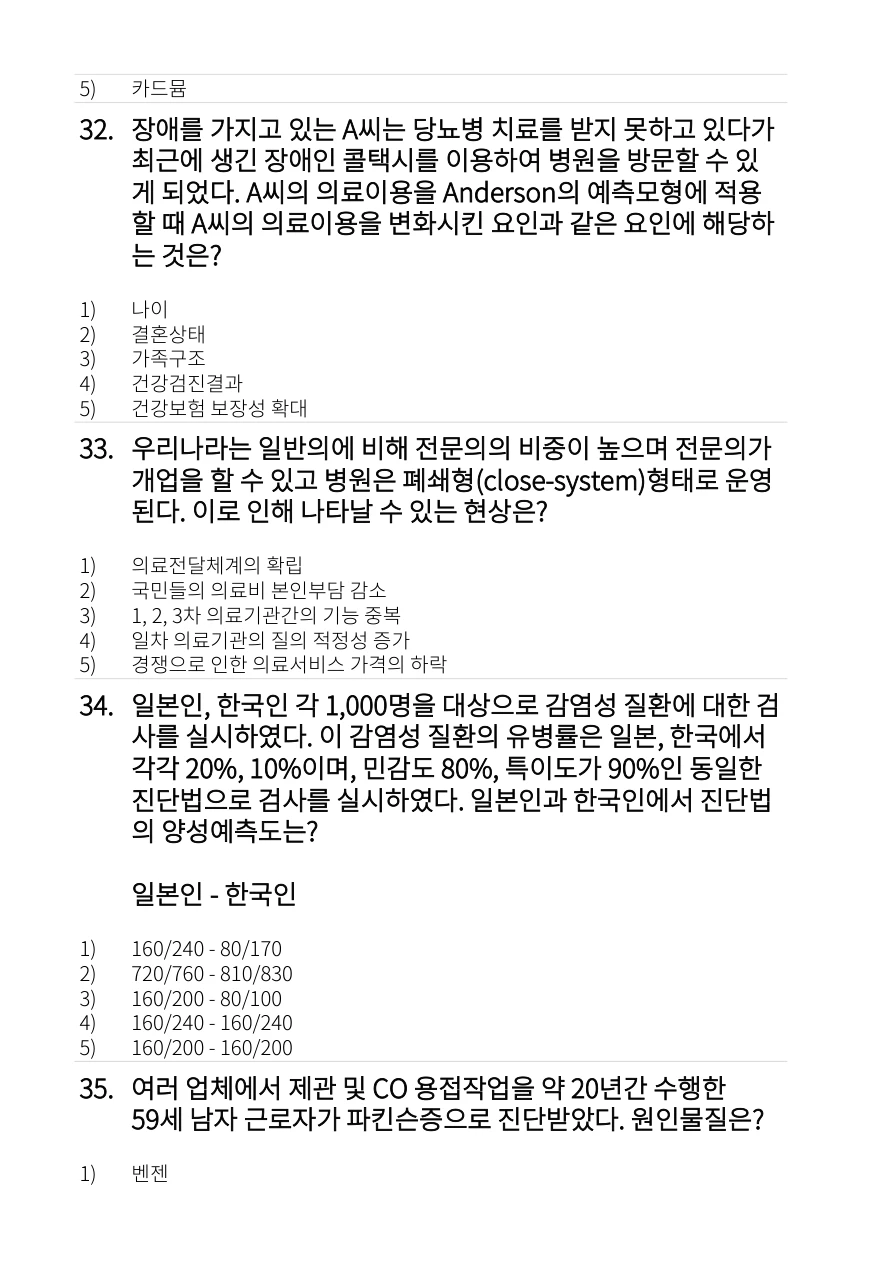 5) 카드뮴
32. 장애를 가지고 있는 A씨는 당뇨병 치료를 받지 못하고 있다가
최근에 생긴 장애인 콜택시를 이용하여 병원을 방문할 수 있
게 되었다. A씨의 의료이용을 Anderson의 예측모형에 적용
할 때 A씨의 의료이용을 변화시킨 요인과 같은 요인에 해당하
는 것은?
1) 나이
2) 결혼상태
3) 가족구조
4) 건강검진결과
5) 건강보험 보장성 확대
33. 우리나라는 일반의에 비해 전문의의 비중이 높으며 전문의가
개업을 할 수 있고 병원은 폐쇄형(close-system)형태로 운영
된다. 이로 인해 나타날 수 있는 현상은?
1) 의료전달체계의 확립
2) 국민들의 의료비 본인부담 감소
3) 1, 2, 3차 의료기관간의 기능 중복
4) 일차 의료기관의 질의 적정성 증가
5) 경쟁으로 인한 의료서비스 가격의 하락
34. 일본인, 한국인 각 1,000명을 대상으로 감염성 질환에 대한 검
사를 실시하였다. 이 감염성 질환의 유병률은 일본, 한국에서
각각 20%, 10%이며, 민감도 80%, 특이도가 90%인 동일한
진단법으로 검사를 실시하였다. 일본인과 한국인에서 진단법
의 양성예측도는?
일본인 - 한국인
1) 160/240 - 80/170
2) 720/760 - 810/830
3) 160/200 - 80/100
4) 160/240 - 160/240
5) 160/200 - 160/200
35. 여러 업체에서 제관 및 CO 용접작업을 약 20년간 수행한
59세 남자 근로자가 파킨슨증으로 진단받았다. 원인물질은?
1) 벤젠